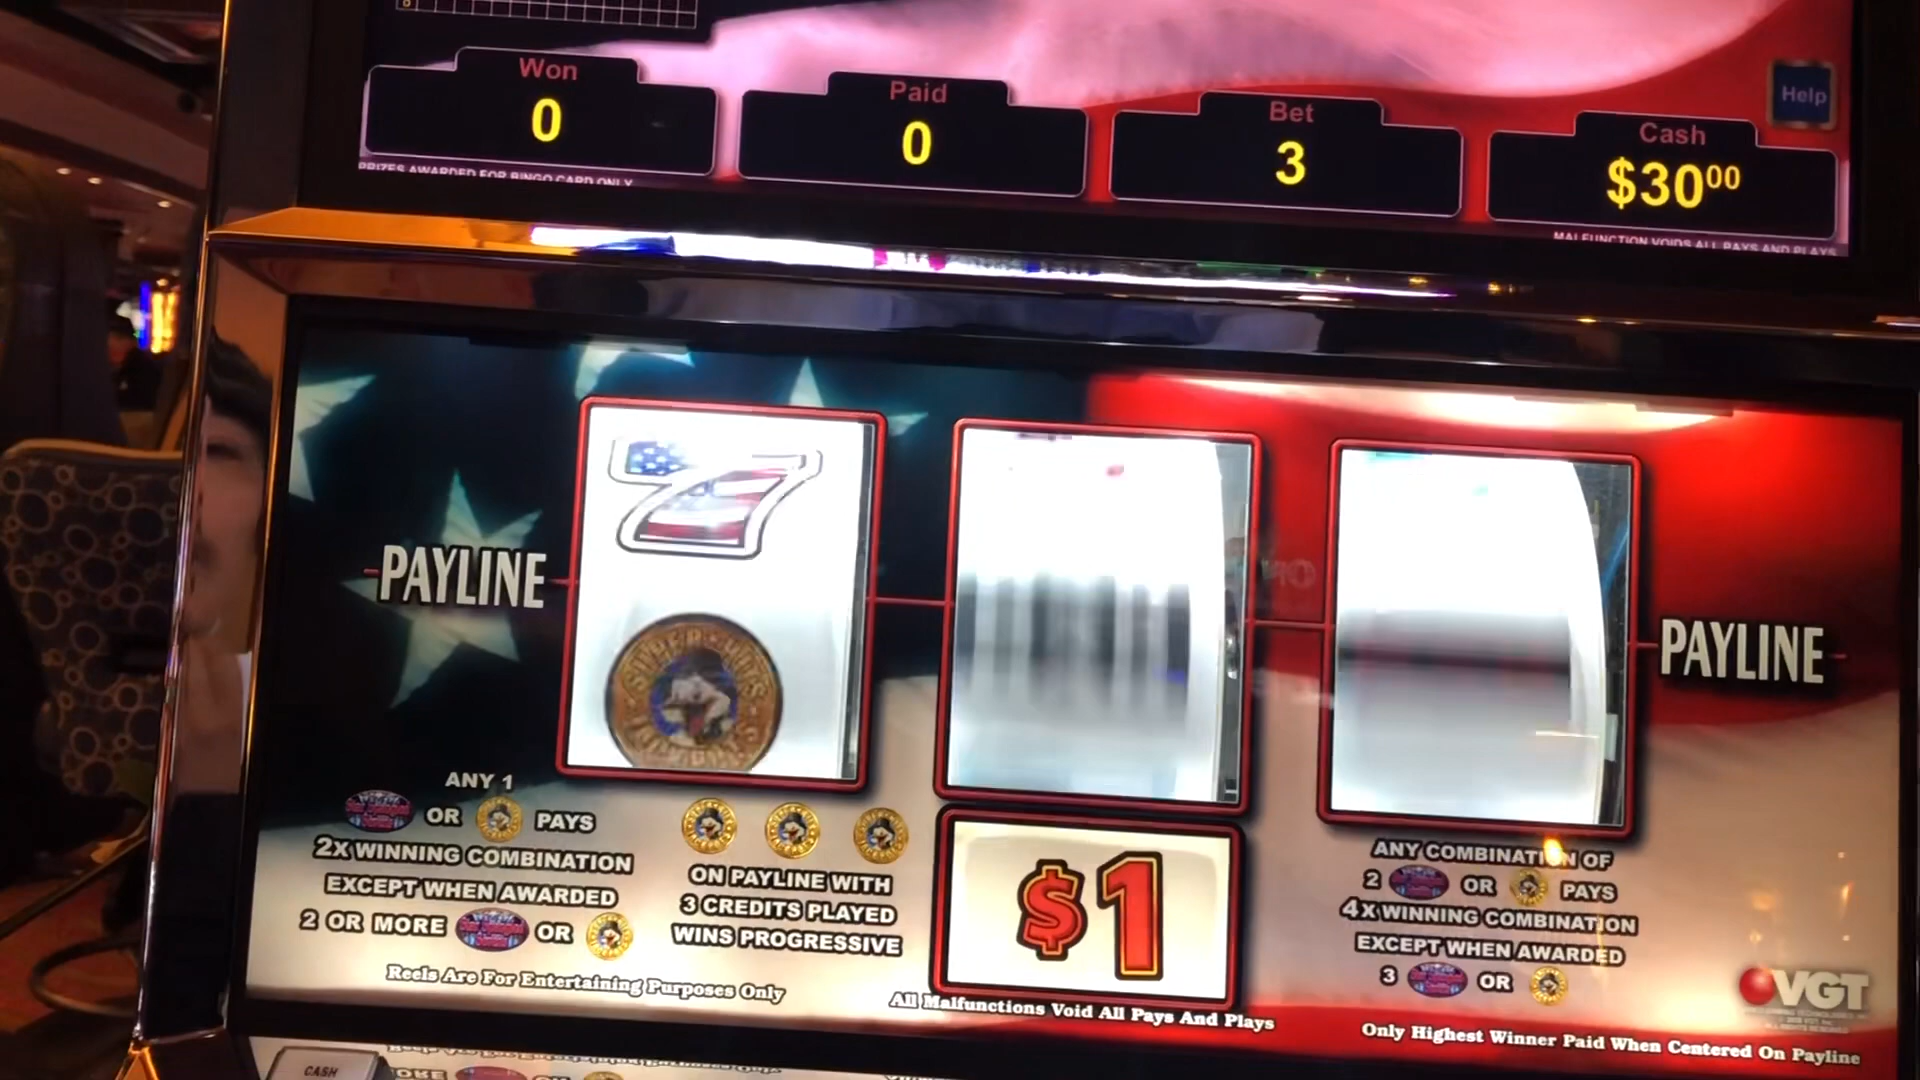 Won
Paid
Bet
Cash
Help
0
0
3
$30⁰⁰
PRIZES AWARDED FOR BINGO CARD ONLY
MALFUNCTION VOIDS ALL PAYS AND PLAYS
PAYLINE
PAYLINE
ANY 1
OR
PAYS
2X WINNING COMBINATION
EXCEPT WHEN AWARDED
2 OR MORE
OR
ON PAYLINE WITH
3 CREDITS PLAYED
WINS PROGRESSIVE
$1
ANY COMBINATION OF
2
OR
PAYS
4X WINNING COMBINATION
EXCEPT WHEN AWARDED
3
OR
VGT
Reels Are For Entertaining Purposes Only
All Malfunctions Void All Pays And Plays
Only Highest Winner Paid When Centered On Payline
CASH